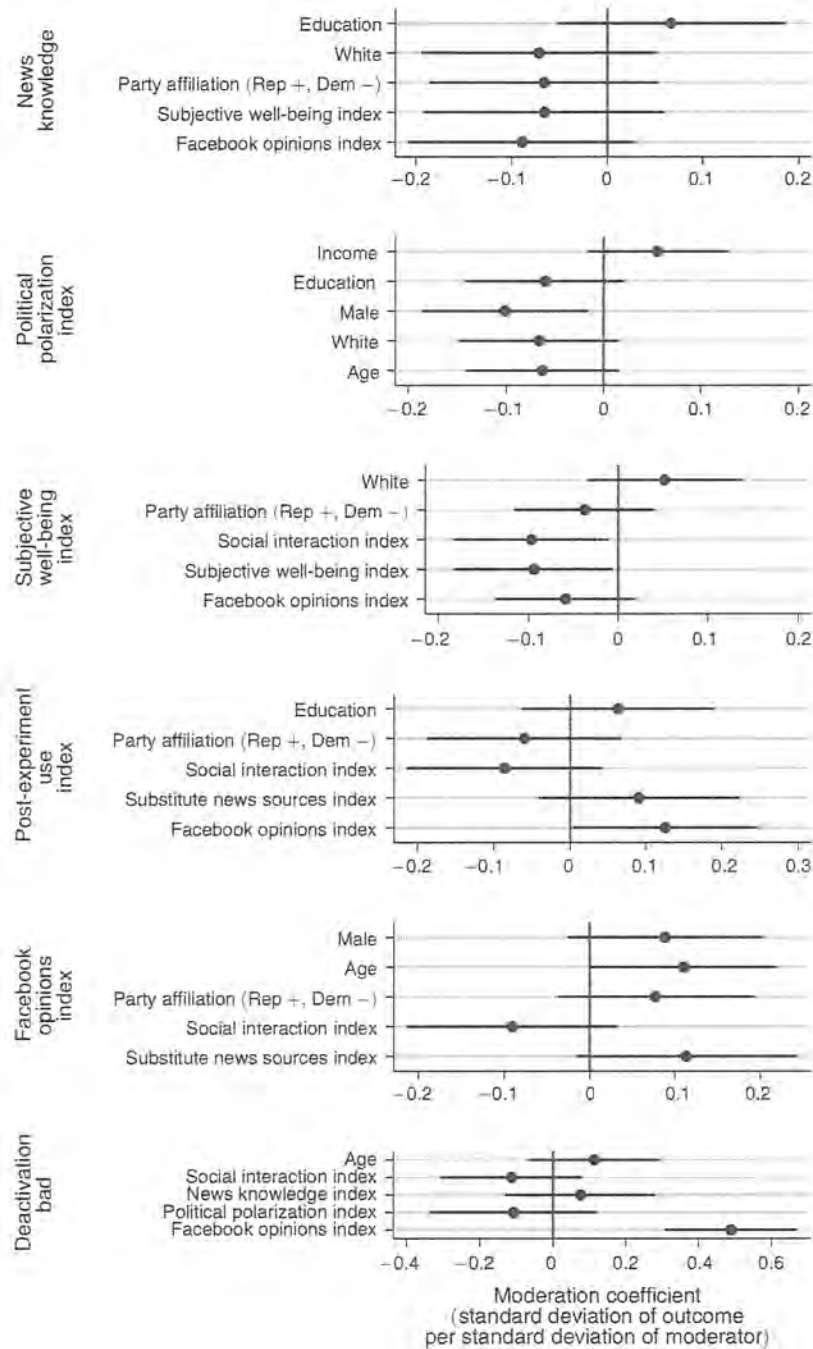 News
knowledge
Education
White
Party affiliation (Rep +, Dem −)
Subjective well-being index
Facebook opinions index
−0.2 −0.1 0 0.1 0.2
Political
polarization
index
Income
Education
Male
White
Age
−0.2 −0.1 0 0.1 0.2
Subjective
well-being
index
White
Party affiliation (Rep +, Dem −)
Social interaction index
Subjective well-being index
Facebook opinions index
−0.2 −0.1 0 0.1 0.2
Post-experiment
use
index
Education
Party affiliation (Rep +, Dem −)
Social interaction index
Substitute news sources index
Facebook opinions index
−0.2 −0.1 0 0.1 0.2 0.3
Facebook
opinions
index
Male
Age
Party affiliation (Rep +, Dem −)
Social interaction index
Substitute news sources index
−0.2 −0.1 0 0.1 0.2
Deactivation
bad
Age
Social interaction index
News knowledge index
Political polarization index
Facebook opinions index
−0.4 −0.2 0 0.2 0.4 0.6
Moderation coefficient
(standard deviation of outcome
per standard deviation of moderator)